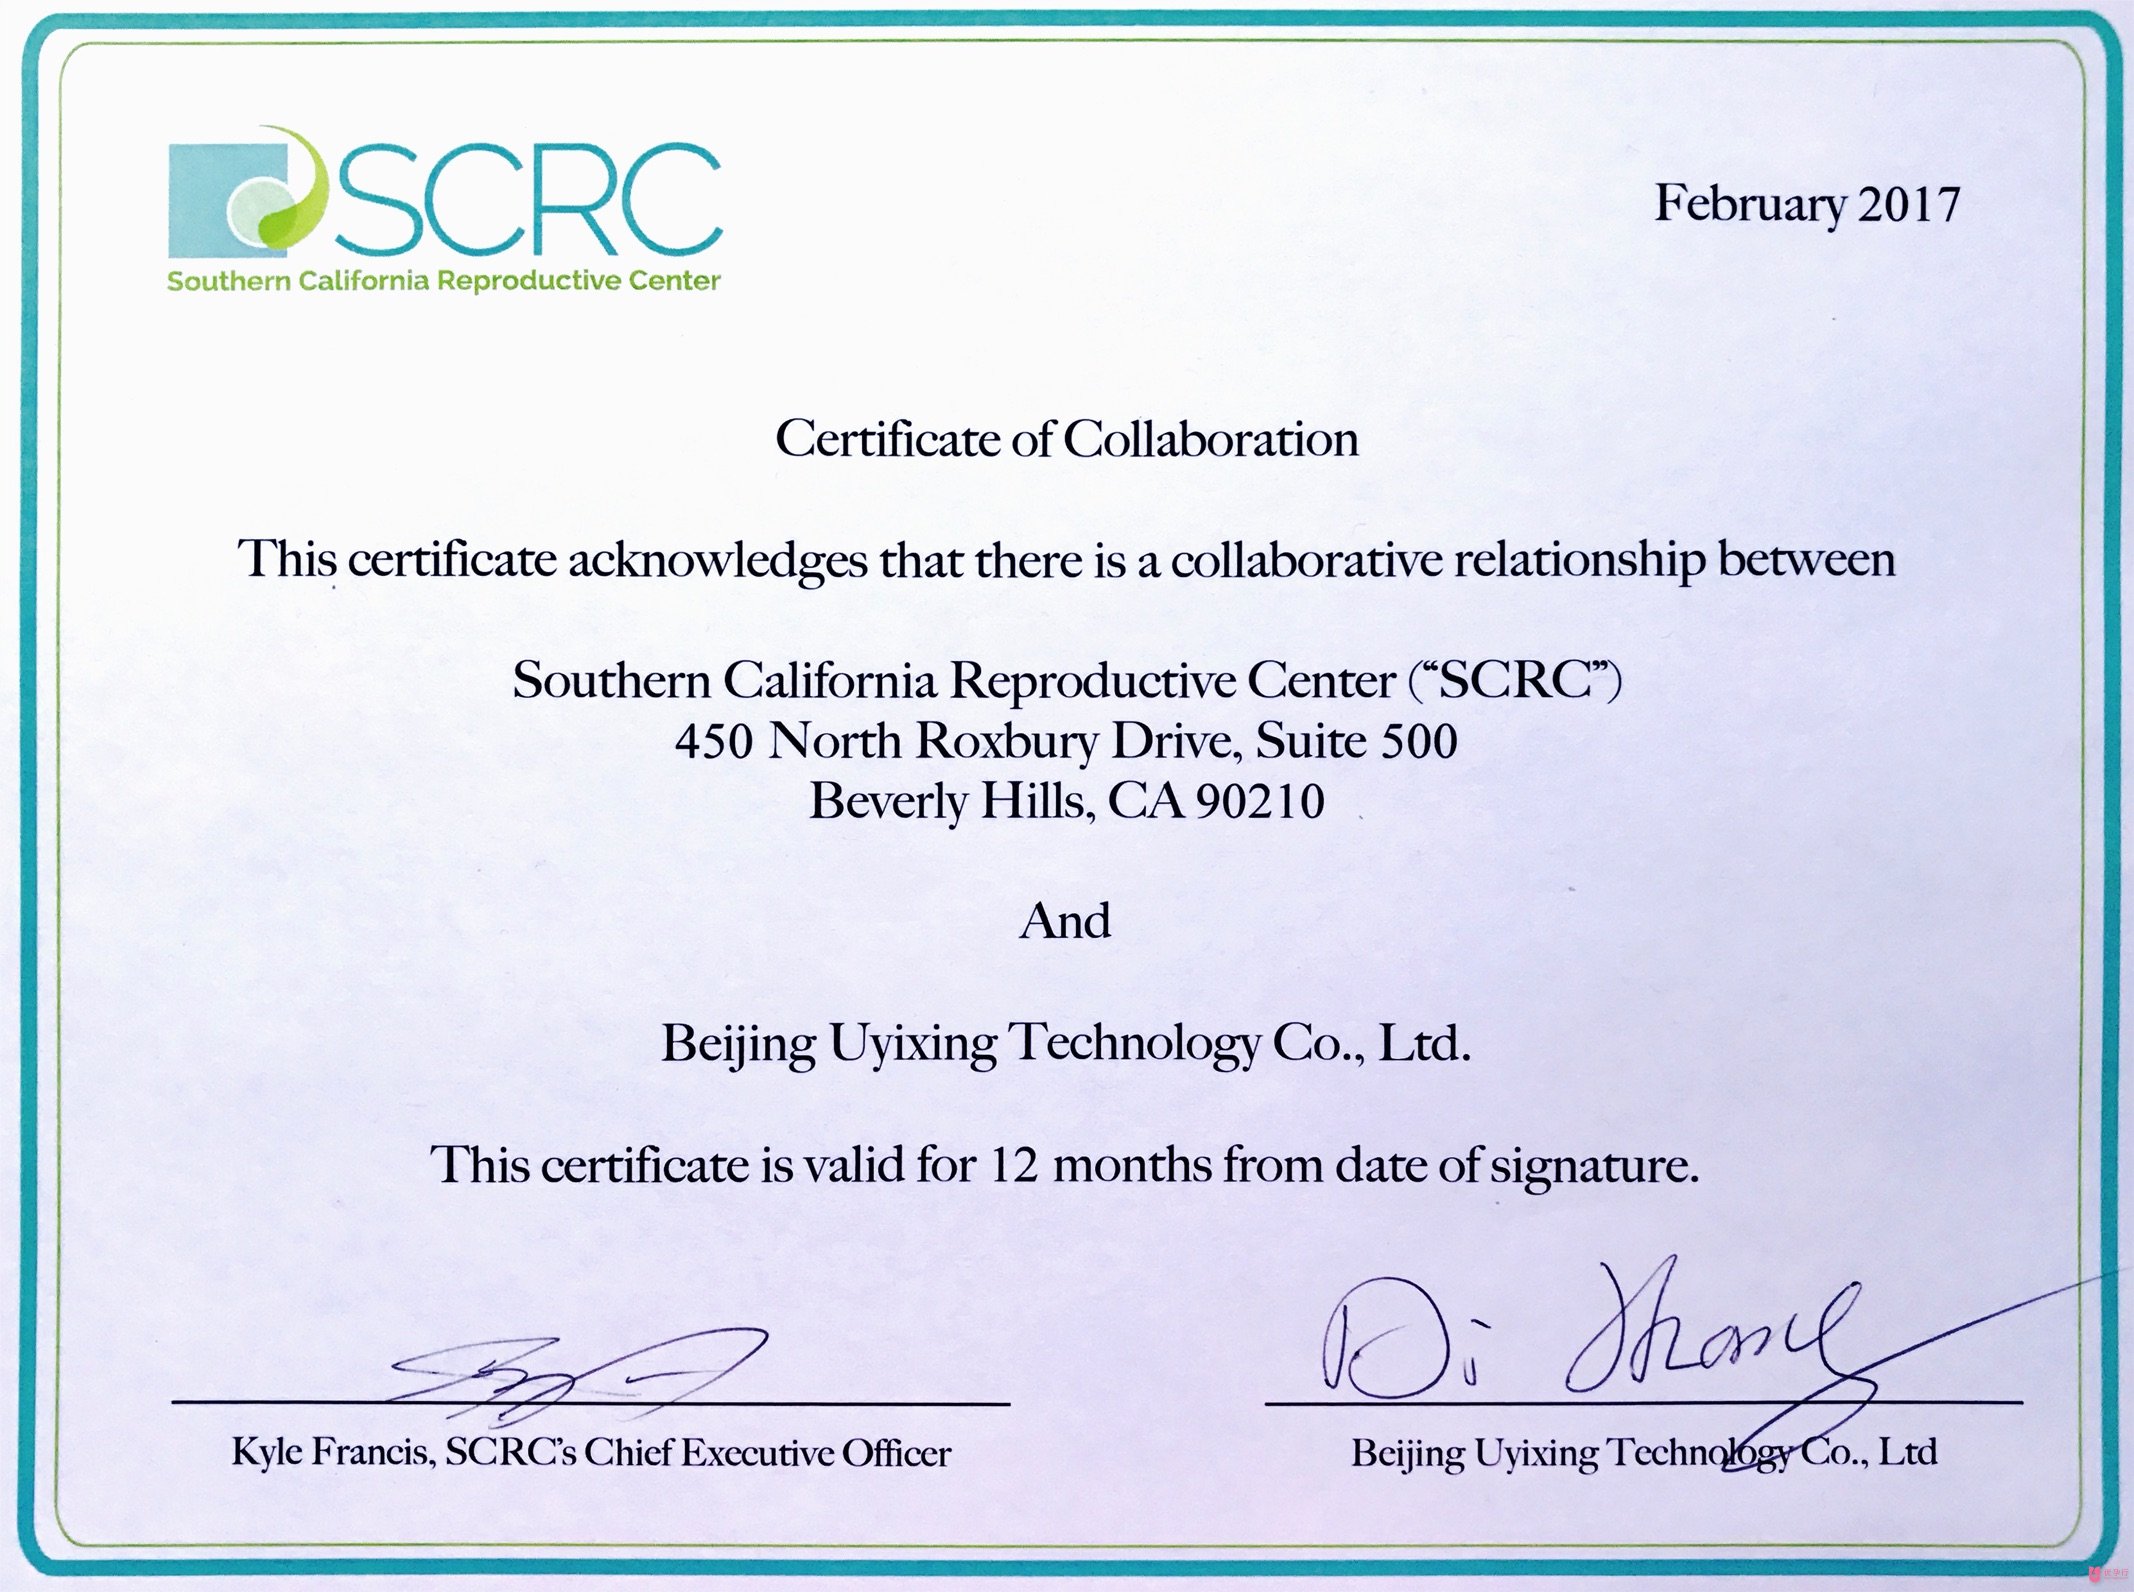 SCRC
Southern California Reproductive Center
February 2017
Certificate of Collaboration
This certificate acknowledges that there is a collaborative relationship between
Southern California Reproductive Center (“SCRC”)
450 North Roxbury Drive, Suite 500
Beverly Hills, CA 90210
And
Beijing Uyixing Technology Co., Ltd.
This certificate is valid for 12 months from date of signature.
Di Zhang
Kyle Francis, SCRC’s Chief Executive Officer
Beijing Uyixing Technology Co., Ltd